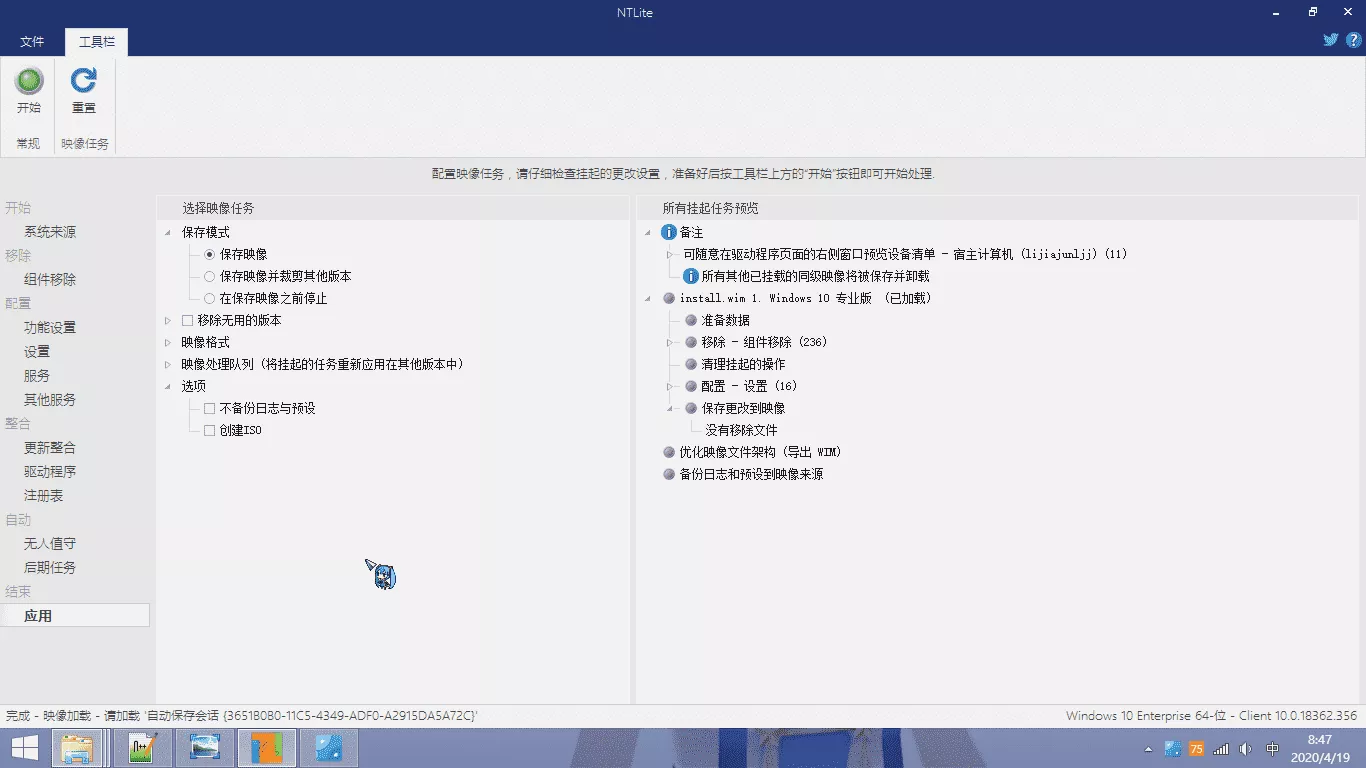 NTLite
文件
工具栏
开始
重置
常规
映像任务
配置映像任务，请仔细检查挂起的更改设置，准备好后按工具栏上方的"开始"按钮即可开始处理.
开始
系统来源
移除
组件移除
配置
功能设置
设置
服务
其他服务
整合
更新整合
驱动程序
注册表
自动
无人值守
后期任务
结束
应用
选择映像任务
保存模式
保存映像
保存映像并裁剪其他版本
在保存映像之前停止
移除无用的版本
映像格式
映像处理队列 (将挂起的任务重新应用在其他版本中)
选项
不备份日志与预设
创建ISO
所有挂起任务预览
备注
可随意在驱动程序页面的右侧窗口预览设备清单 - 宿主计算机 (lijiajunljj) (11)
所有其他已挂载的同级映像将被保存并卸载
install.wim 1. Windows 10 专业版 (已加载)
准备数据
移除 - 组件移除 (236)
清理挂起的操作
配置 - 设置 (16)
保存更改到映像
没有移除文件
优化映像文件架构 (导出 WIM)
备份日志和预设到映像来源
完成 - 映像加载 - 请加载 '自动保存会话 {3651B0B0-11C5-4349-ADF0-A2915DA5A72C}'
Windows 10 Enterprise 64-位 - Client 10.0.18362.356
75
中
8:47
2020/4/19